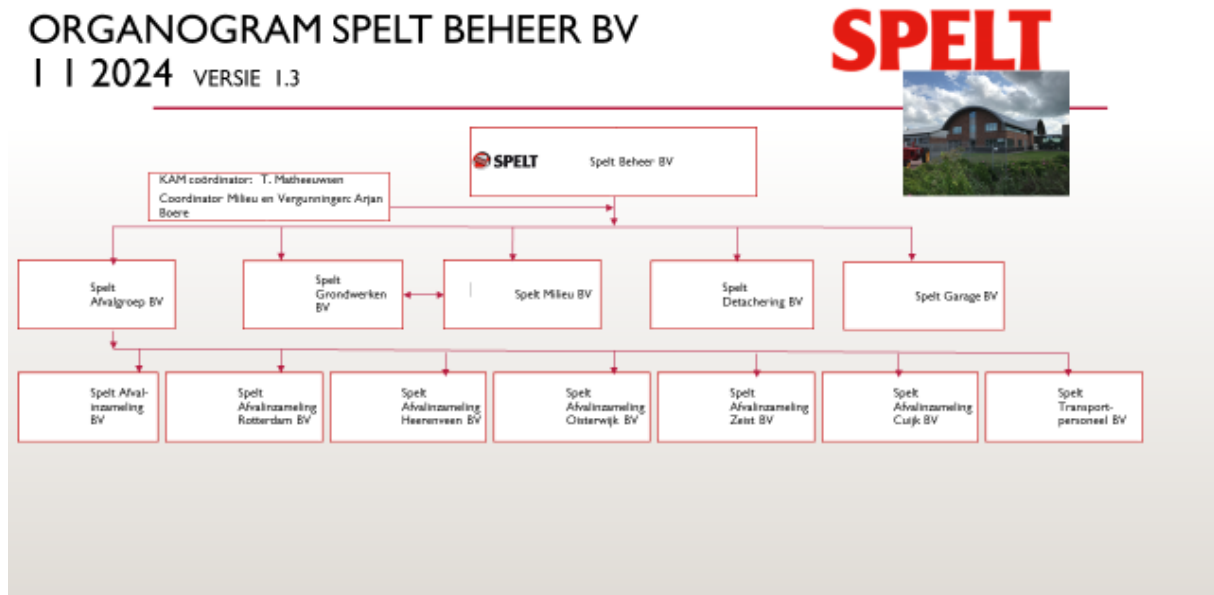 ORGANOGRAM SPELT BEHEER BV
1 1 2024 VERSIE 1.3
SPELT
SPELT Spelt Beheer BV
KAM coördinator: T. Matheeuwsen
Coordinator Milieu en Vergunningen: Arjan
Boere
Spelt
Afvalgroep BV
Spelt
Grondwerken
BV
Spelt Milieu BV
Spelt
Detachering BV
Spelt Garage BV
Spelt Afval-
inzameling
BV
Spelt
Afvalinzameling
Rotterdam BV
Spelt
Afvalinzameling
Heerenveen BV
Spelt
Afvalinzameling
Oisterwijk BV
Spelt
Afvalinzameling
Zeist BV
Spelt
Afvalinzameling
Cuijk BV
Spelt
Transport-
personeel BV